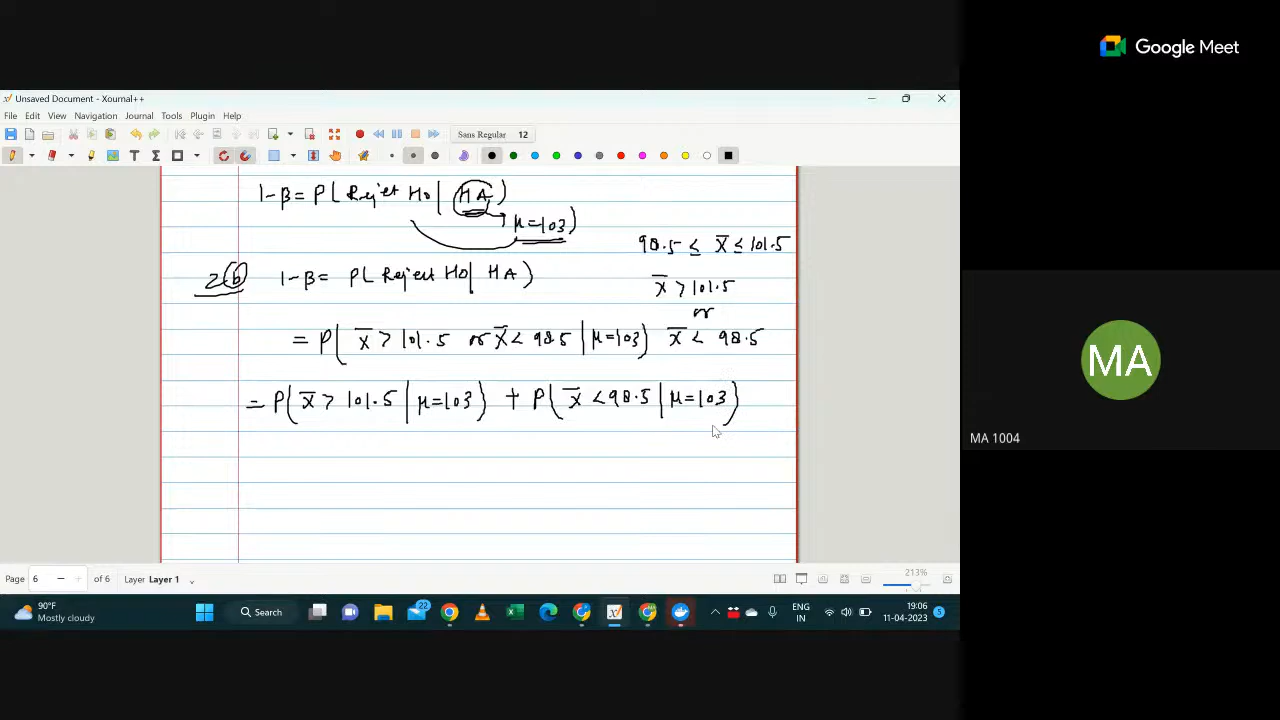 Google Meet
Unsaved Document - Xournal++
File Edit View Navigation Journal Tools Plugin Help
Sans Regular 12
1-β = P( Reject H0 | HA )
μ=103)
98.5 ≤ X̄ ≤ 101.5
2(b) 1-β = P( Reject H0 | HA )
X̄ > 101.5
or
= P( X̄ > 101.5 or X̄ < 98.5 | μ=103) X̄ < 98.5
= P( X̄ > 101.5 | μ=103 ) + P( X̄ < 98.5 | μ=103 )
MA
MA 1004
Page 6 of 6 Layer Layer 1
213%
90°F
Mostly cloudy
Search
22
ENG
IN
19:06
11-04-2023
5